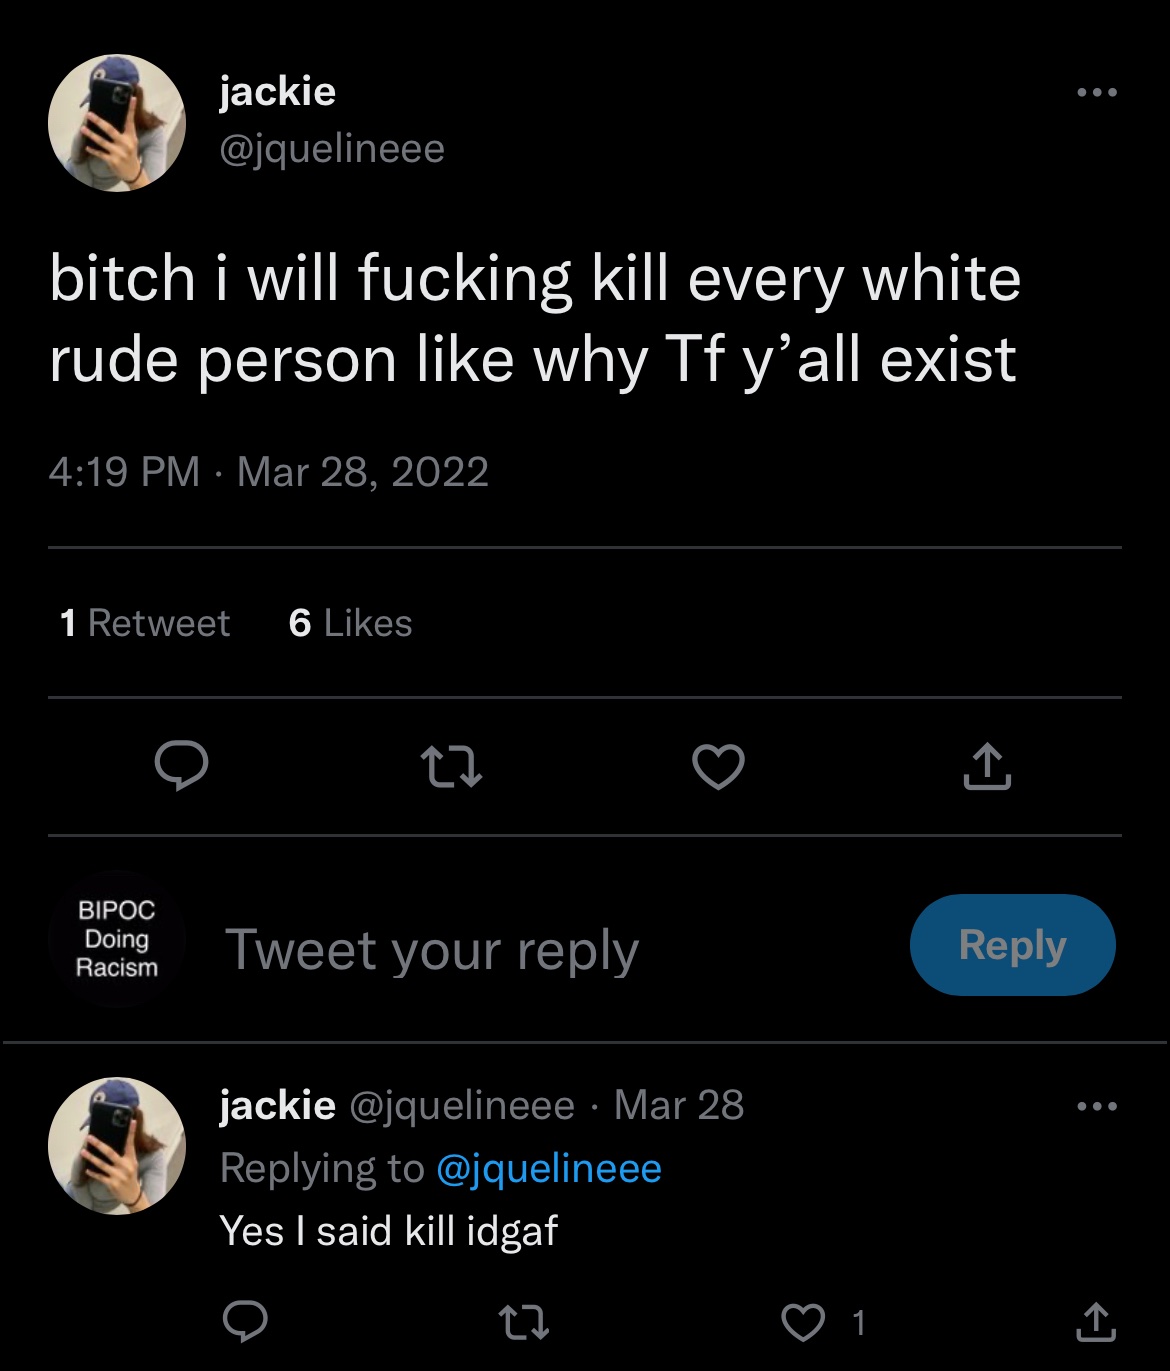 jackie
@jquelineee
bitch i will fucking kill every white
rude person like why Tf y’all exist
4:19 PM · Mar 28, 2022
1 Retweet 6 Likes
BIPOC
Doing
Racism
Tweet your reply
Reply
jackie @jquelineee · Mar 28
Replying to @jquelineee
Yes I said kill idgaf
1